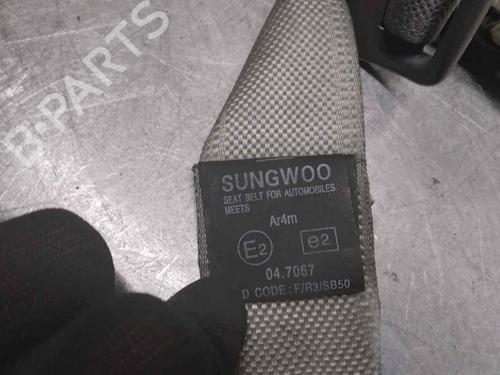 B-PARTS
SUNGWOO
SEAT BELT FOR AUTOMOBILES
MEETS
Ar4m
E2 e2
04.7067
D CODE : F/R3/SB50